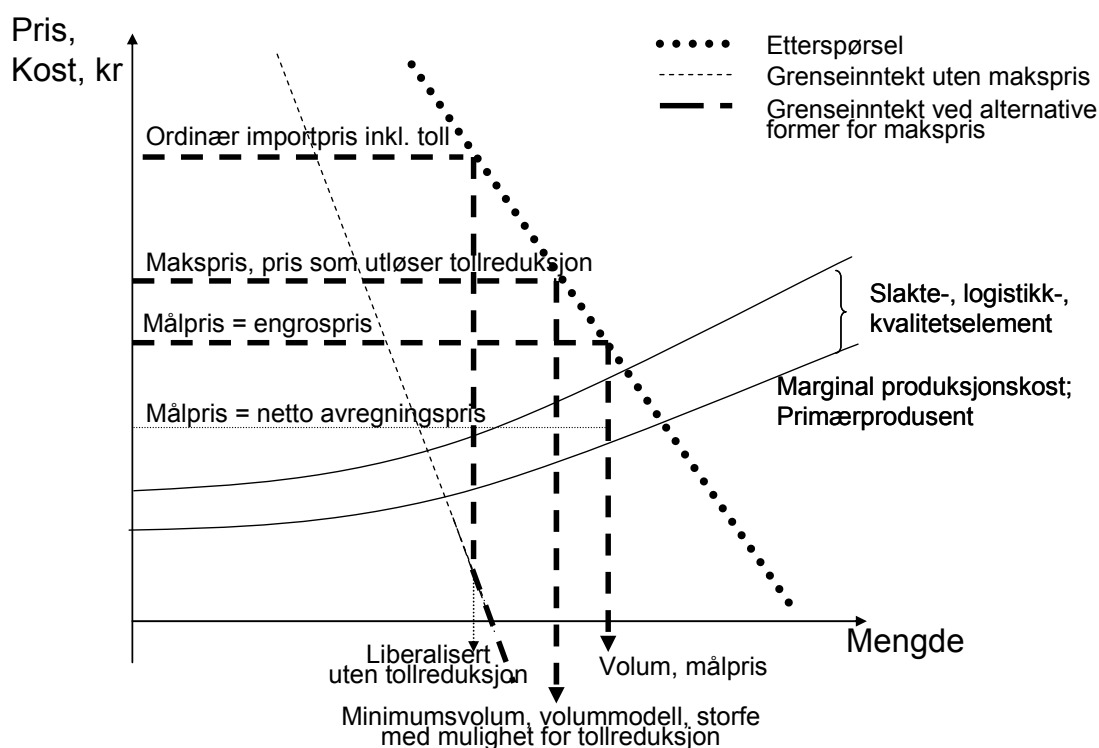 Pris,
Kost, kr
Etterspørsel
Grenseinntekt uten makspris
Grenseinntekt ved alternative
former for makspris
Ordinær importpris inkl. toll
Makspris, pris som utløser tollreduksjon
Målpris = engrospris
Slakte-, logistikk-,
kvalitetselement
Marginal produksjonskost;
Primærprodusent
Målpris = netto avregningspris
Mengde
Liberalisert
uten tollreduksjon
Volum, målpris
Minimumsvolum, volummodell, storfe
med mulighet for tollreduksjon